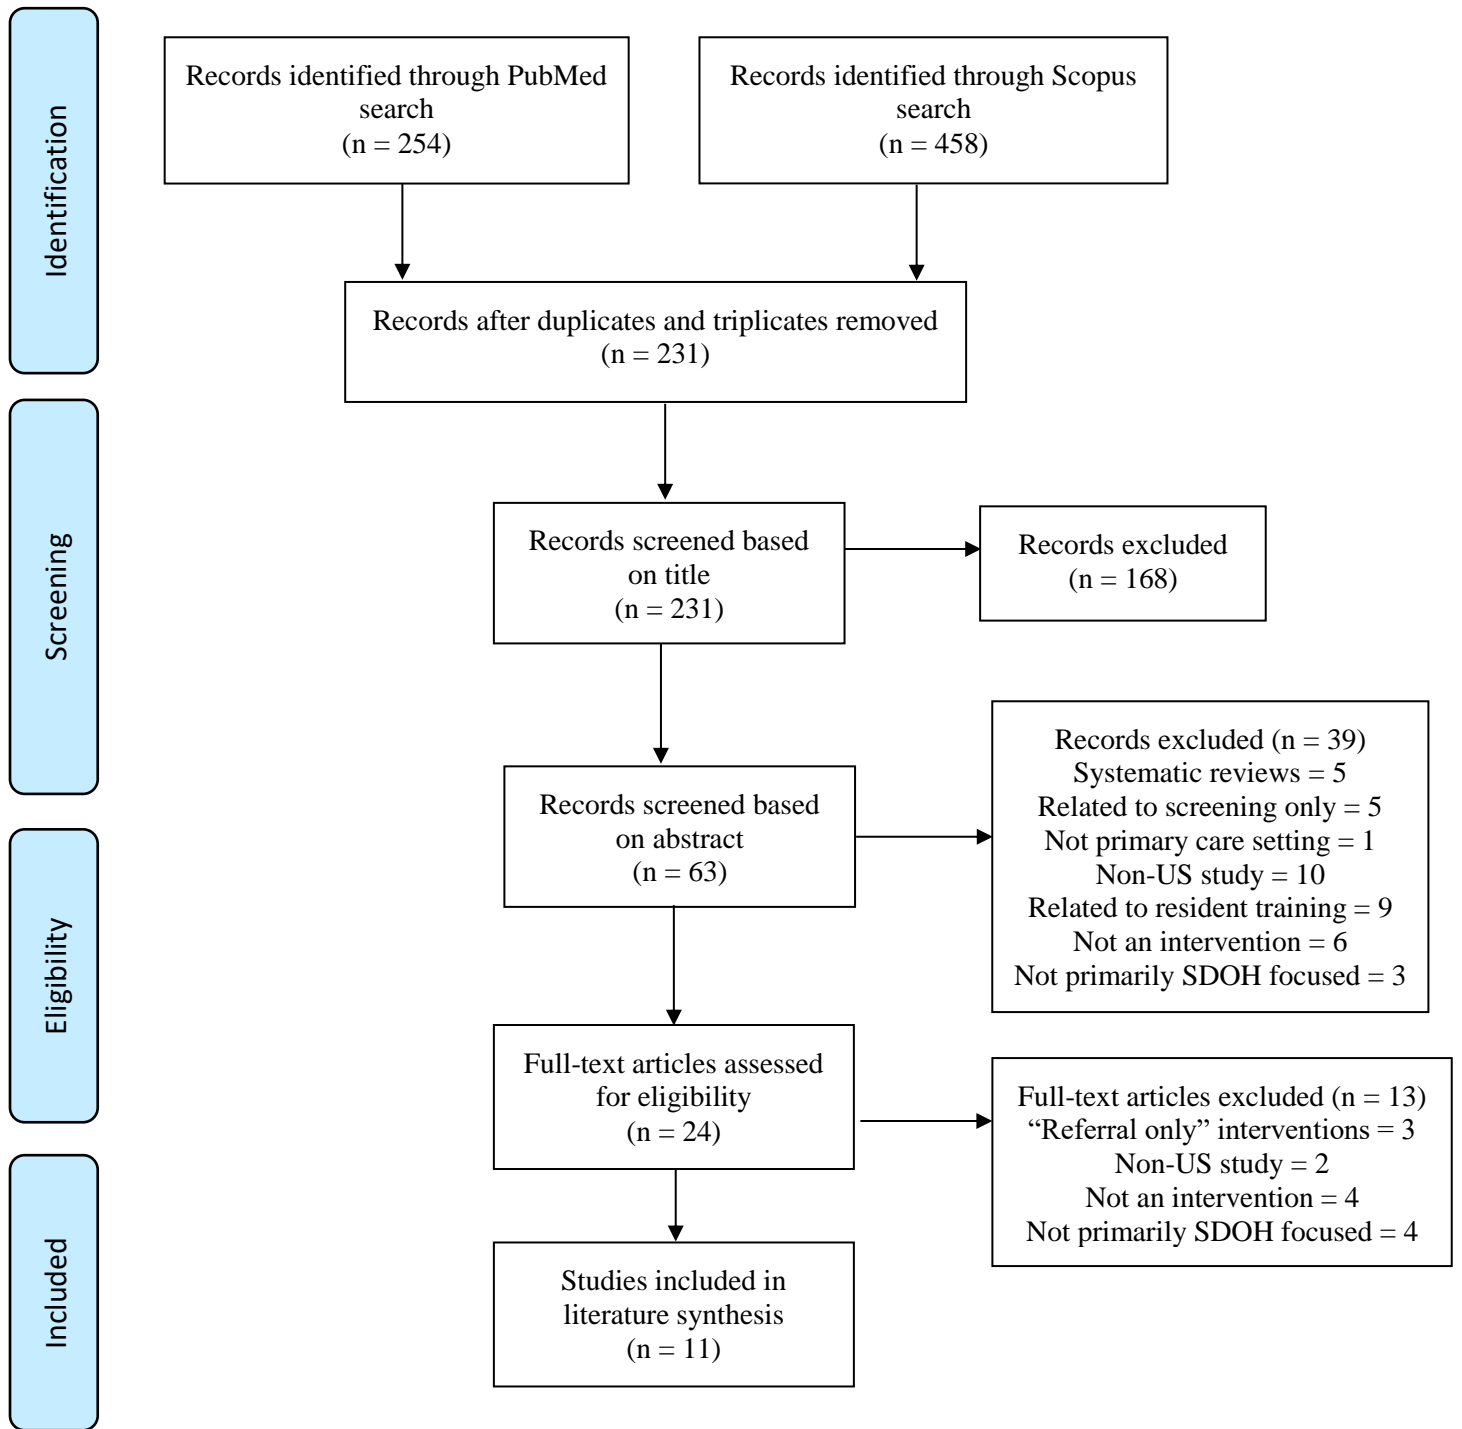 Identification
Records identified through PubMed
search
(n = 254)
Records identified through Scopus
search
(n = 458)
Records after duplicates and triplicates removed
(n = 231)
Screening
Records screened based
on title
(n = 231)
Records excluded
(n = 168)
Records screened based
on abstract
(n = 63)
Records excluded (n = 39)
Systematic reviews = 5
Related to screening only = 5
Not primary care setting = 1
Non-US study = 10
Related to resident training = 9
Not an intervention = 6
Not primarily SDOH focused = 3
Eligibility
Full-text articles assessed
for eligibility
(n = 24)
Full-text articles excluded (n = 13)
“Referral only” interventions = 3
Non-US study = 2
Not an intervention = 4
Not primarily SDOH focused = 4
Included
Studies included in
literature synthesis
(n = 11)